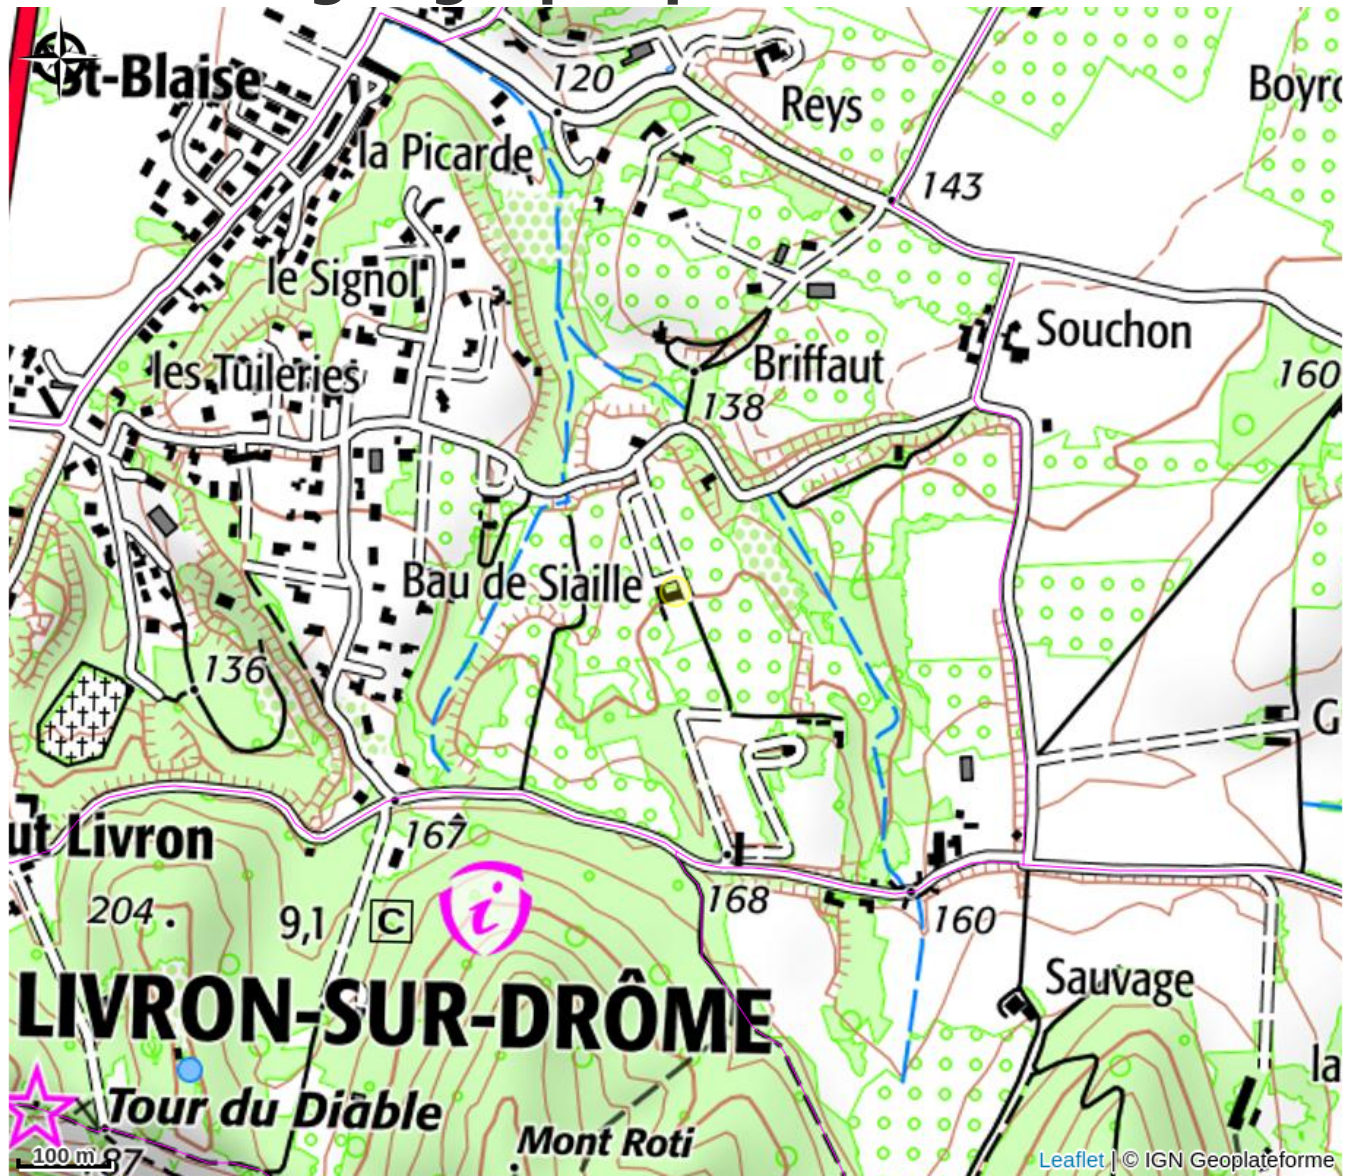 St-Blaise
120
Reys
la Picarde
143
le Signol
Souchon
les Tuileries
Briffaut
160
138
Bau de Siaille
136
G
ut Livron
167
168
204
9,1
C
i
160
Sauvage
LIVRON-SUR-DRÔME
la
Tour du Diable
Mont Roti
100 m
Leaflet | © IGN Geoplateforme